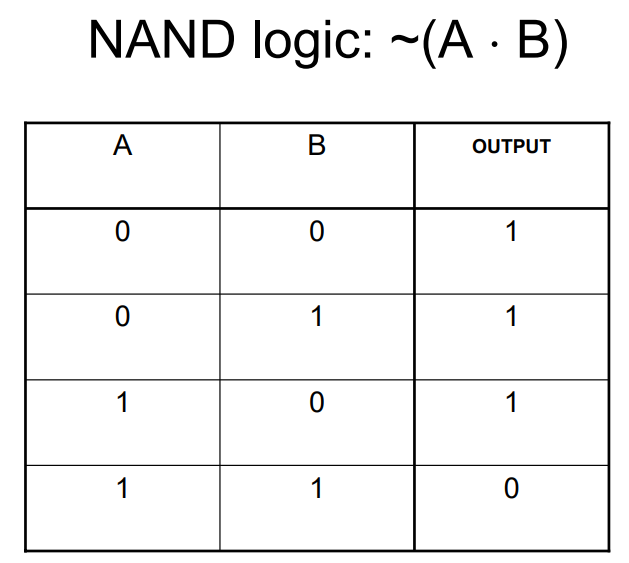 NAND logic: ~(A · B)
A B OUTPUT
0 0 1
0 1 1
1 0 1
1 1 0